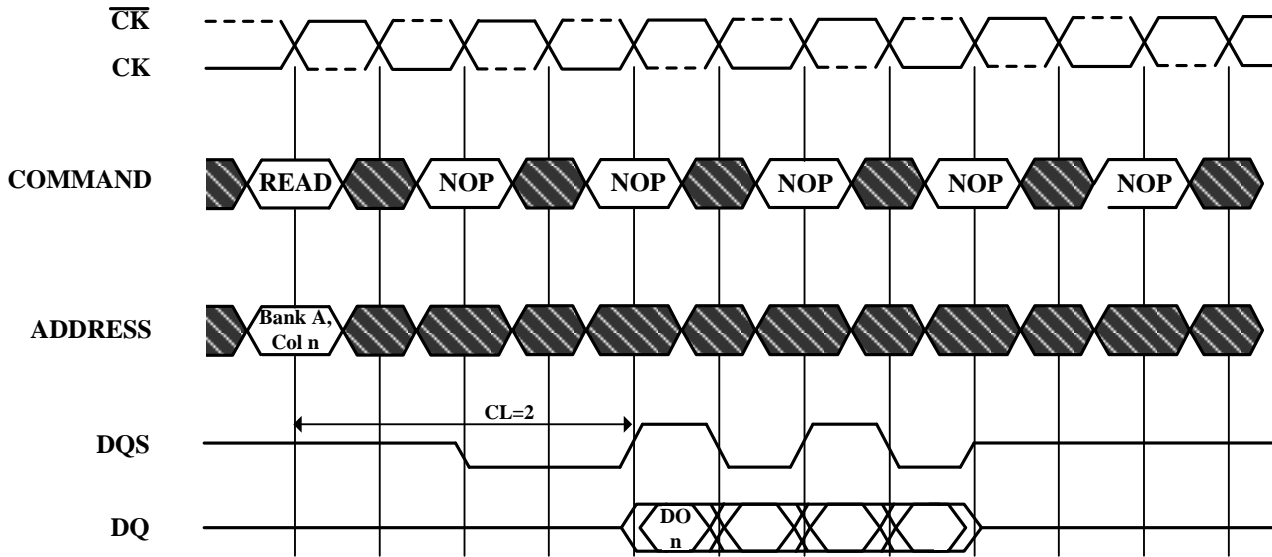 CK
CK
COMMAND
READ NOP NOP NOP NOP NOP
ADDRESS
Bank A,
Col n
CL=2
DQS
DQ
DO
n